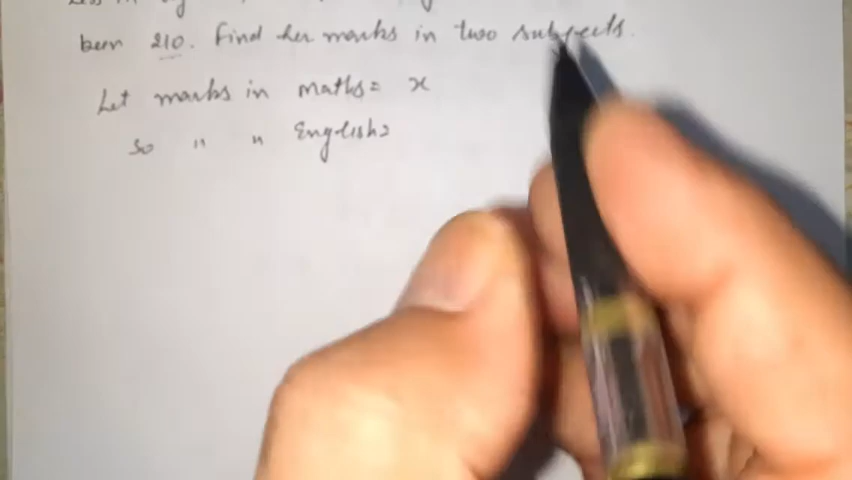 been 210. Find her marks in two subjects.
Let marks in maths = x
so " " English =